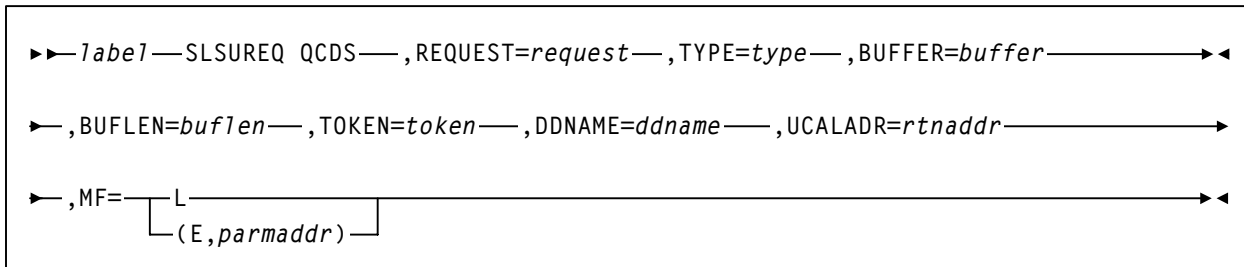 label SLSUREQ QCDS ,REQUEST=request ,TYPE=type ,BUFFER=buffer
,BUFLEN=buflen ,TOKEN=token ,DDNAME=ddname ,UCALADR=rtnaddr
,MF= L
(E,parmaddr)